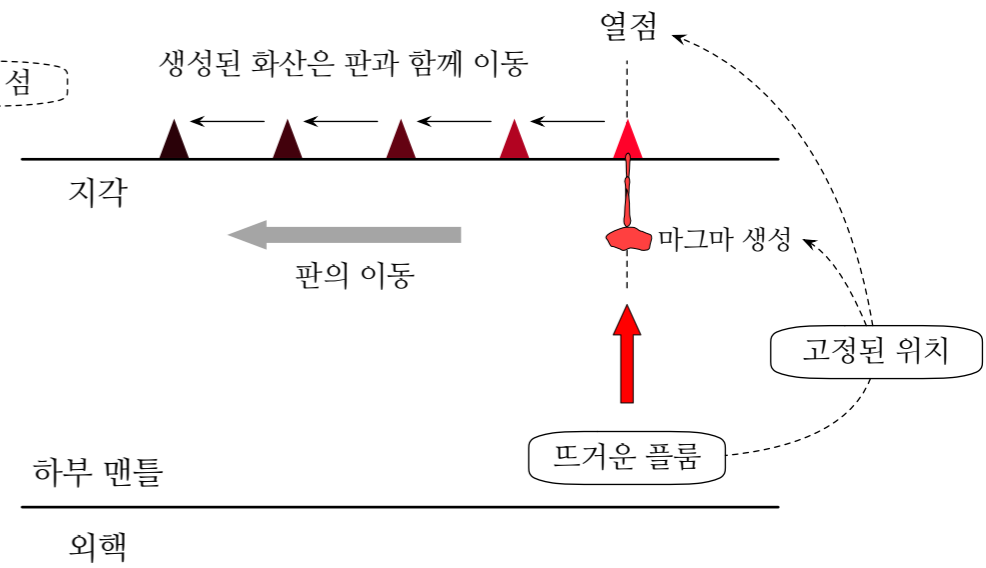 열점
생성된 화산은 판과 함께 이동
섬
지각
마그마 생성
판의 이동
고정된 위치
뜨거운 플룸
하부 맨틀
외핵